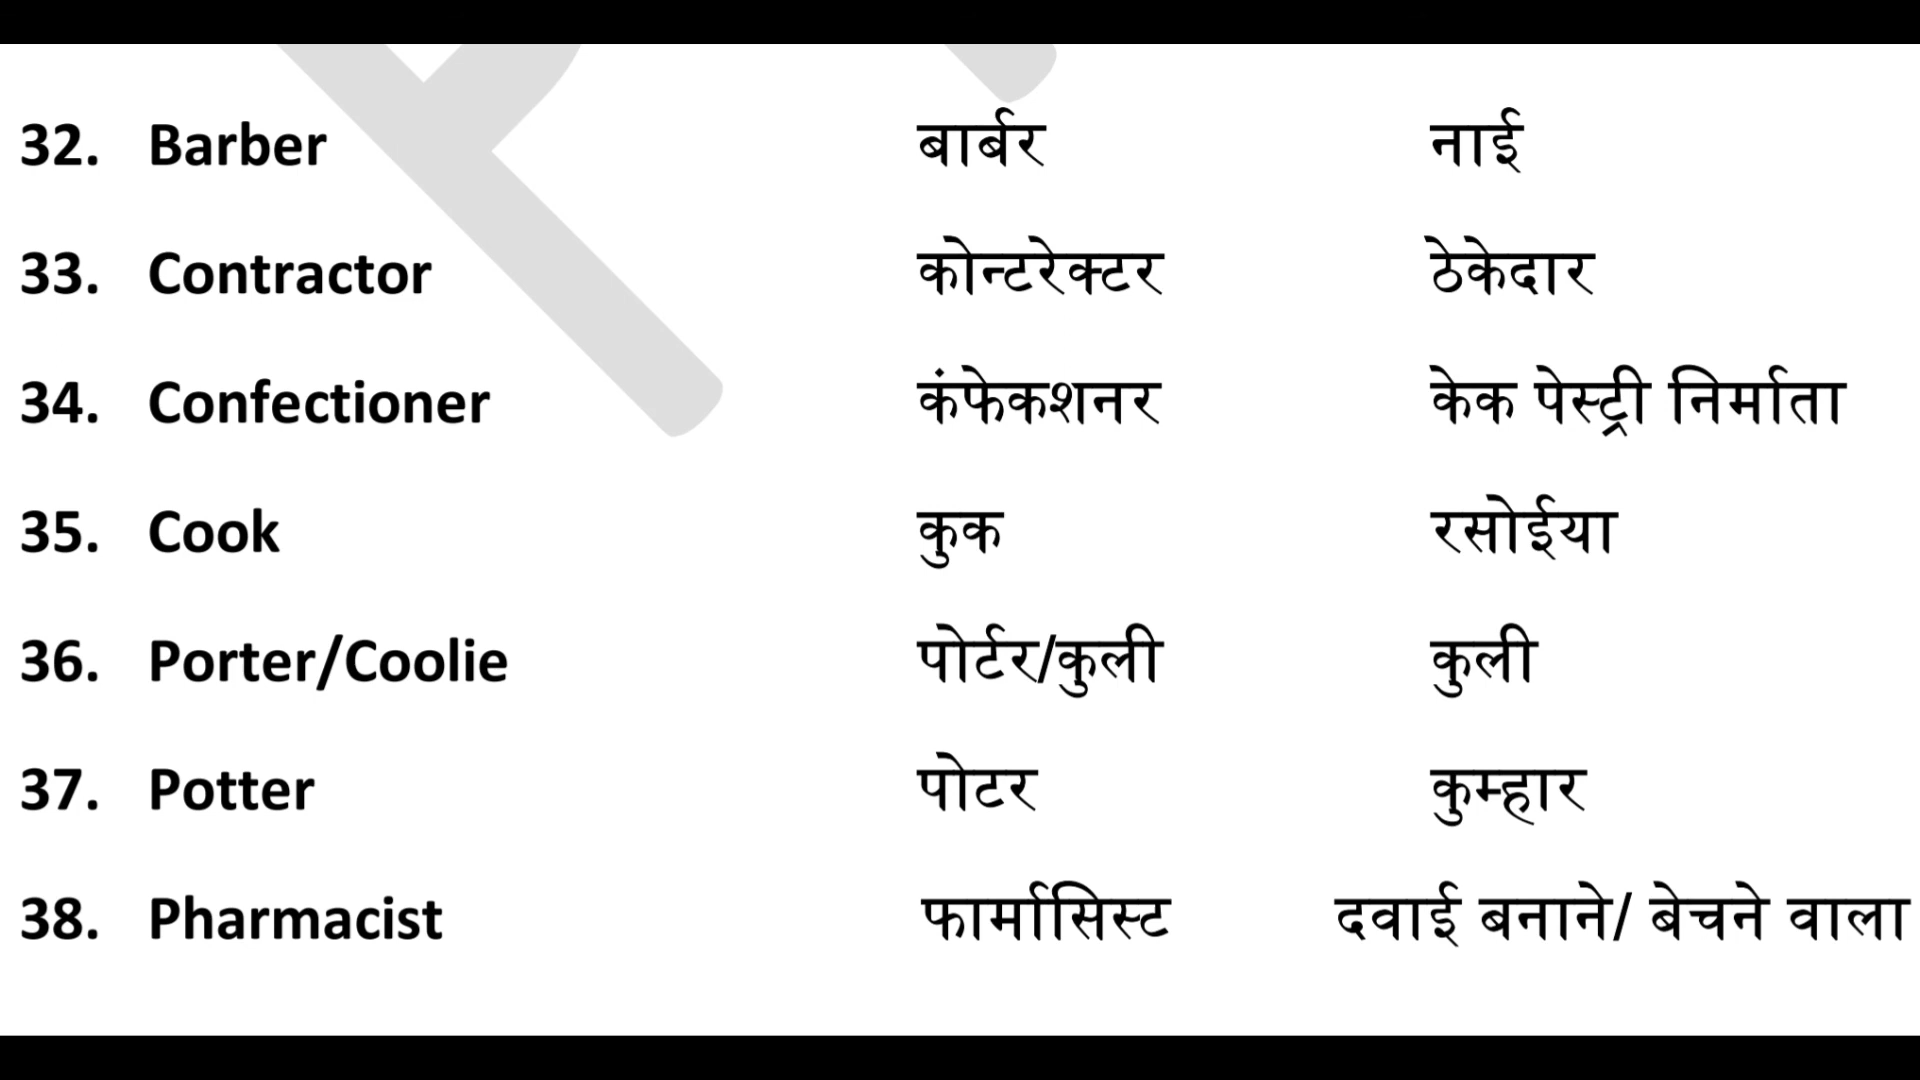 32. Barber बार्बर नाई
33. Contractor कोन्टरेक्टर ठेकेदार
34. Confectioner कंफेकशनर केक पेस्ट्री निर्माता
35. Cook कुक रसोईया
36. Porter/Coolie पोर्टर/कुली कुली
37. Potter पोटर कुम्हार
38. Pharmacist फार्मासिस्ट दवाई बनाने/ बेचने वाला